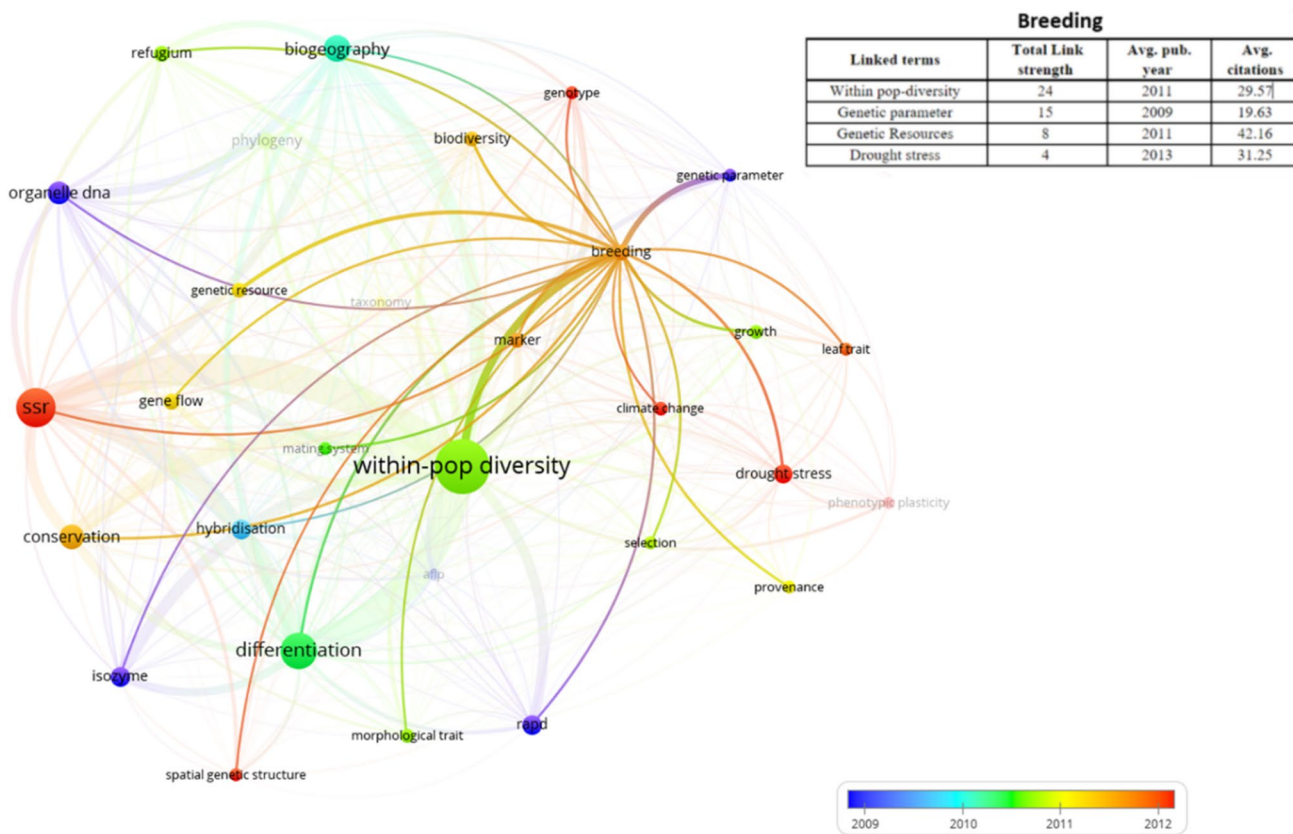 Breeding
Linked terms Total Link strength Avg. pub. year Avg. citations
Within pop-diversity 24 2011 29.57
Genetic parameter 15 2009 19.63
Genetic Resources 8 2011 42.16
Drought stress 4 2013 31.25
refugium
biogeography
genotype
phylogeny
biodiversity
organelle dna
genetic parameter
breeding
genetic resource
taxonomy
marker
growth
leaf trait
ssr
gene flow
climate change
mating system
within-pop diversity
drought stress
phenotypic plasticity
conservation
hybridisation
selection
aflp
provenance
differentiation
isozyme
rapd
morphological trait
spatial genetic structure
2009 2010 2011 2012